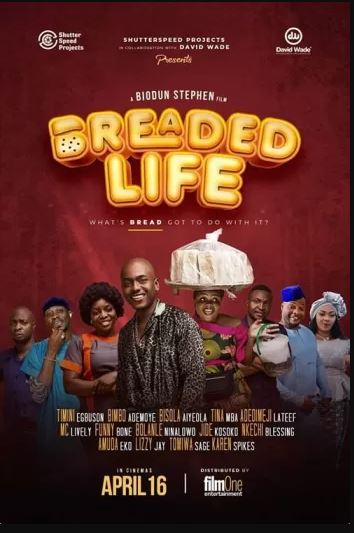 Shutter
Speed
Projects
SHUTTERSPEED PROJECTS
IN COLLABORATION WITH DAVID WADE
Presents
dw
David Wade
A BIODUN STEPHEN FILM
A
BREADED
LIFE
WHAT'S BREAD GOT TO DO WITH IT?
TIMINI EGBUSON BIMBO ADEMOYE BISOLA AIYEOLA TINA MBA ADEDIMEJI LATEEF
MC LIVELY FUNNY BONE BOLANLE NINALOWO JIDE KOSOKO NKECHI BLESSING
AMUDA EKO LIZZY JAY TOMIWA SAGE KAREN SPIKES
IN CINEMAS
APRIL 16
DISTRIBUTED BY
filmOne
entertainment